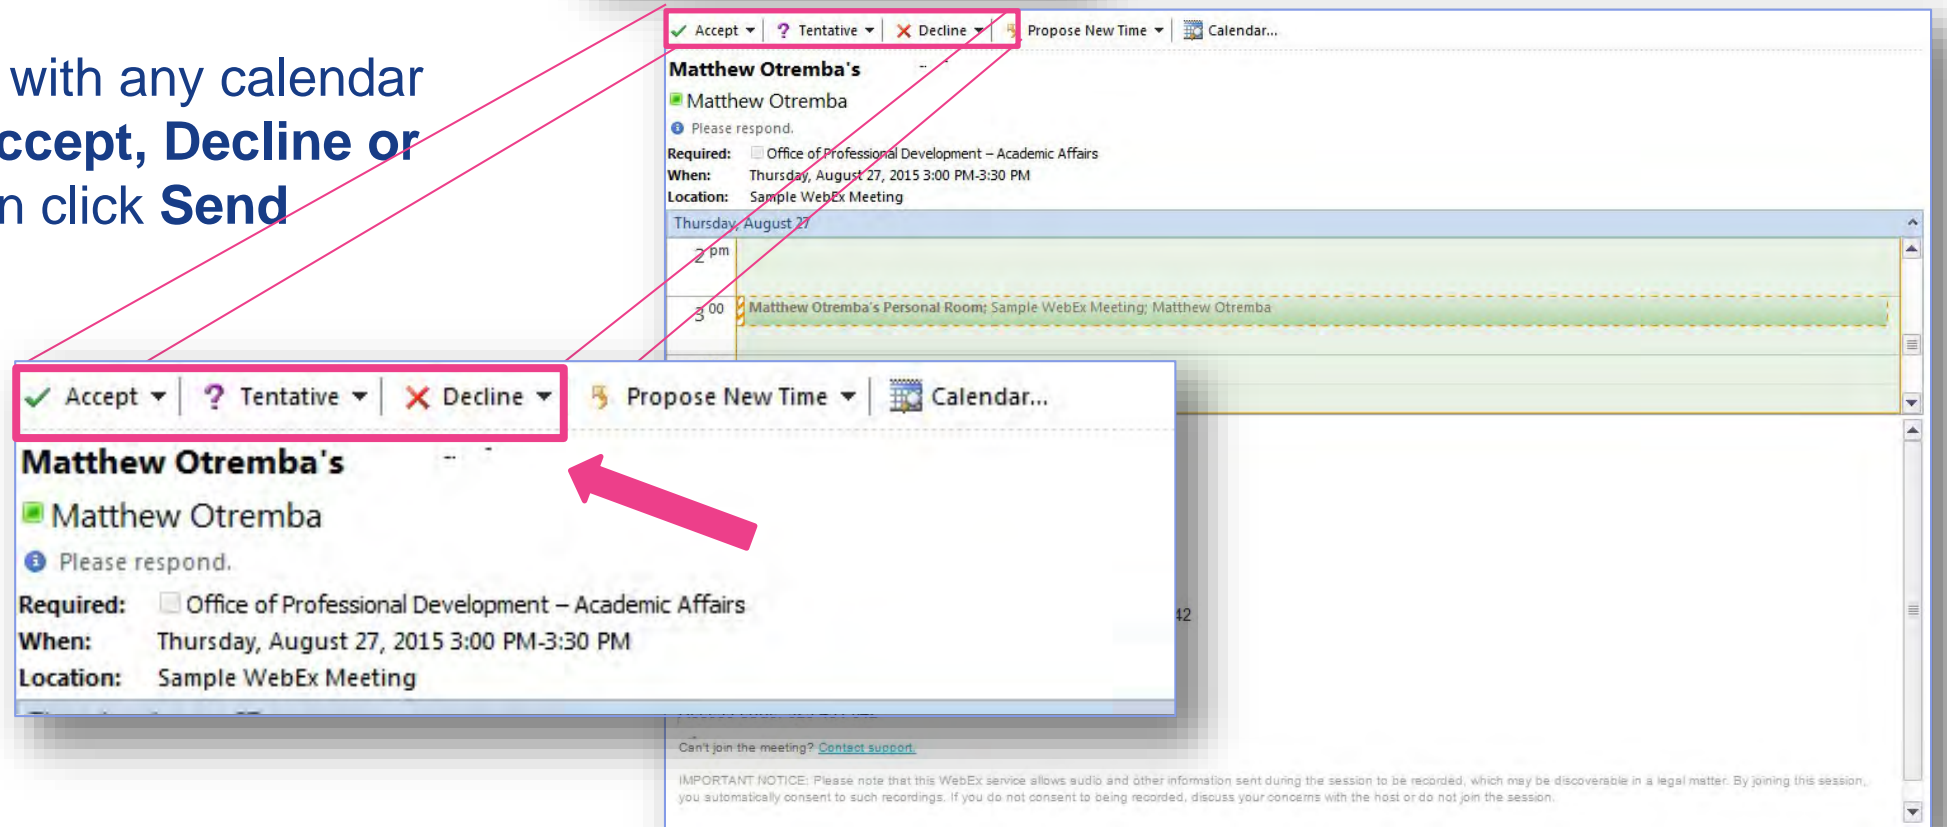 with any calendar
ccept, Decline or
n click Send
Accept
Tentative
Decline
Propose New Time
Calendar...
Matthew Otremba's
Matthew Otremba
Please respond.
Required: Office of Professional Development – Academic Affairs
When: Thursday, August 27, 2015 3:00 PM-3:30 PM
Location: Sample WebEx Meeting
Thursday, August 27
2 pm
3 00 Matthew Otremba's Personal Room; Sample WebEx Meeting; Matthew Otremba
Accept
Tentative
Decline
Propose New Time
Calendar...
Matthew Otremba's
Matthew Otremba
Please respond.
Required: Office of Professional Development – Academic Affairs
When: Thursday, August 27, 2015 3:00 PM-3:30 PM
Location: Sample WebEx Meeting
42
Can't join the meeting? Contact support.
IMPORTANT NOTICE: Please note that this WebEx service allows audio and other information sent during the session to be recorded, which may be discoverable in a legal matter. By joining this session,
you automatically consent to such recordings. If you do not consent to being recorded, discuss your concerns with the host or do not join the session.